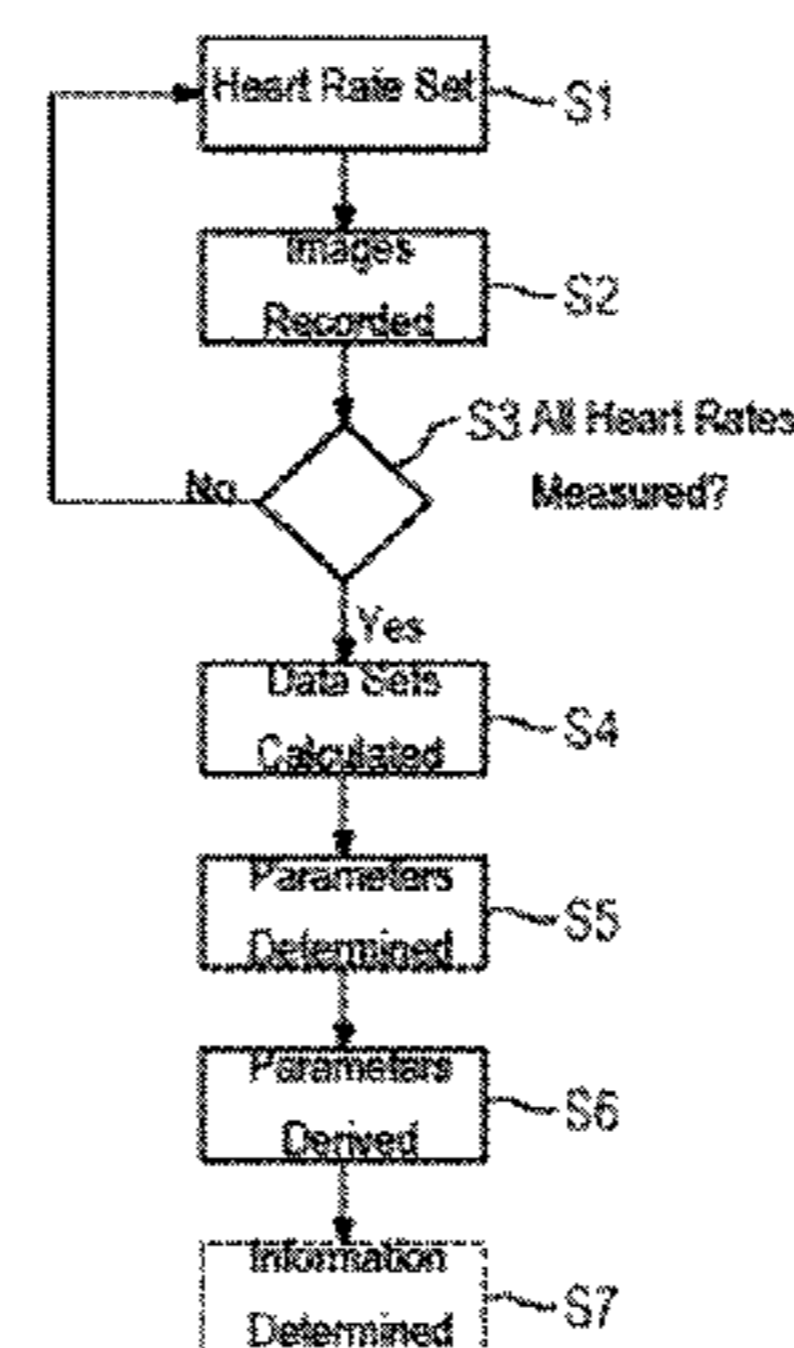 Heart Rate Set
S1
Images
Recorded
S2
S3 All Heart Rates
Measured?
No
Yes
Data Sets
Calculated
S4
Parameters
Determined
S5
Parameters
Derived
S6
Information
Determined
S7